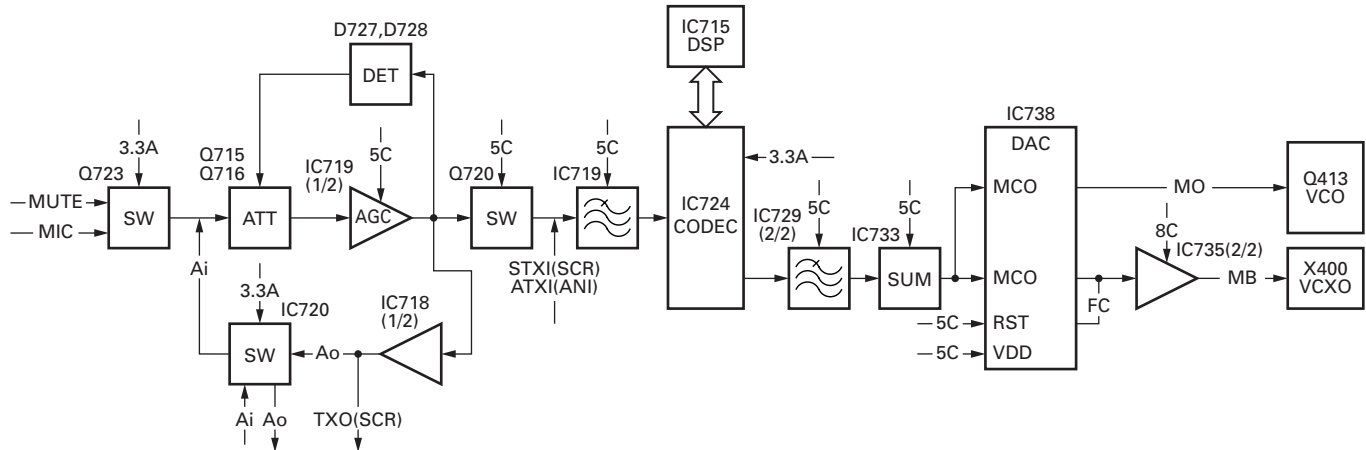 IC715
DSP
D727,D728
DET
3.3A
Q723
SW
MUTE
MIC
Q715
Q716
ATT
IC719
(1/2)
5C
AGC
5C
Q720
SW
5C
IC719
STXI(SCR)
ATXI(ANI)
IC724
CODEC
3.3A
IC729
(2/2)
5C
5C
IC733
SUM
IC738
DAC
MCO
MCO
RST
VDD
5C
5C
FC
MO
Q413
VCO
8C
IC735(2/2)
MB
X400
VCXO
Ai
3.3A
IC720
SW
Ao
IC718
(1/2)
Ai
Ao
TXO(SCR)